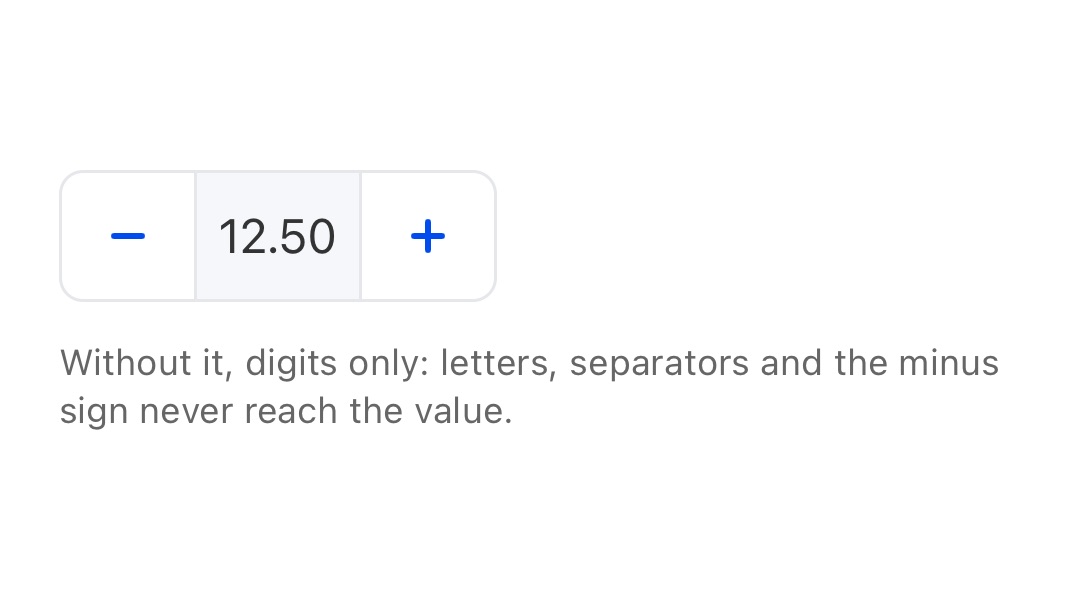 12.50
Without it, digits only: letters, separators and the minus
sign never reach the value.